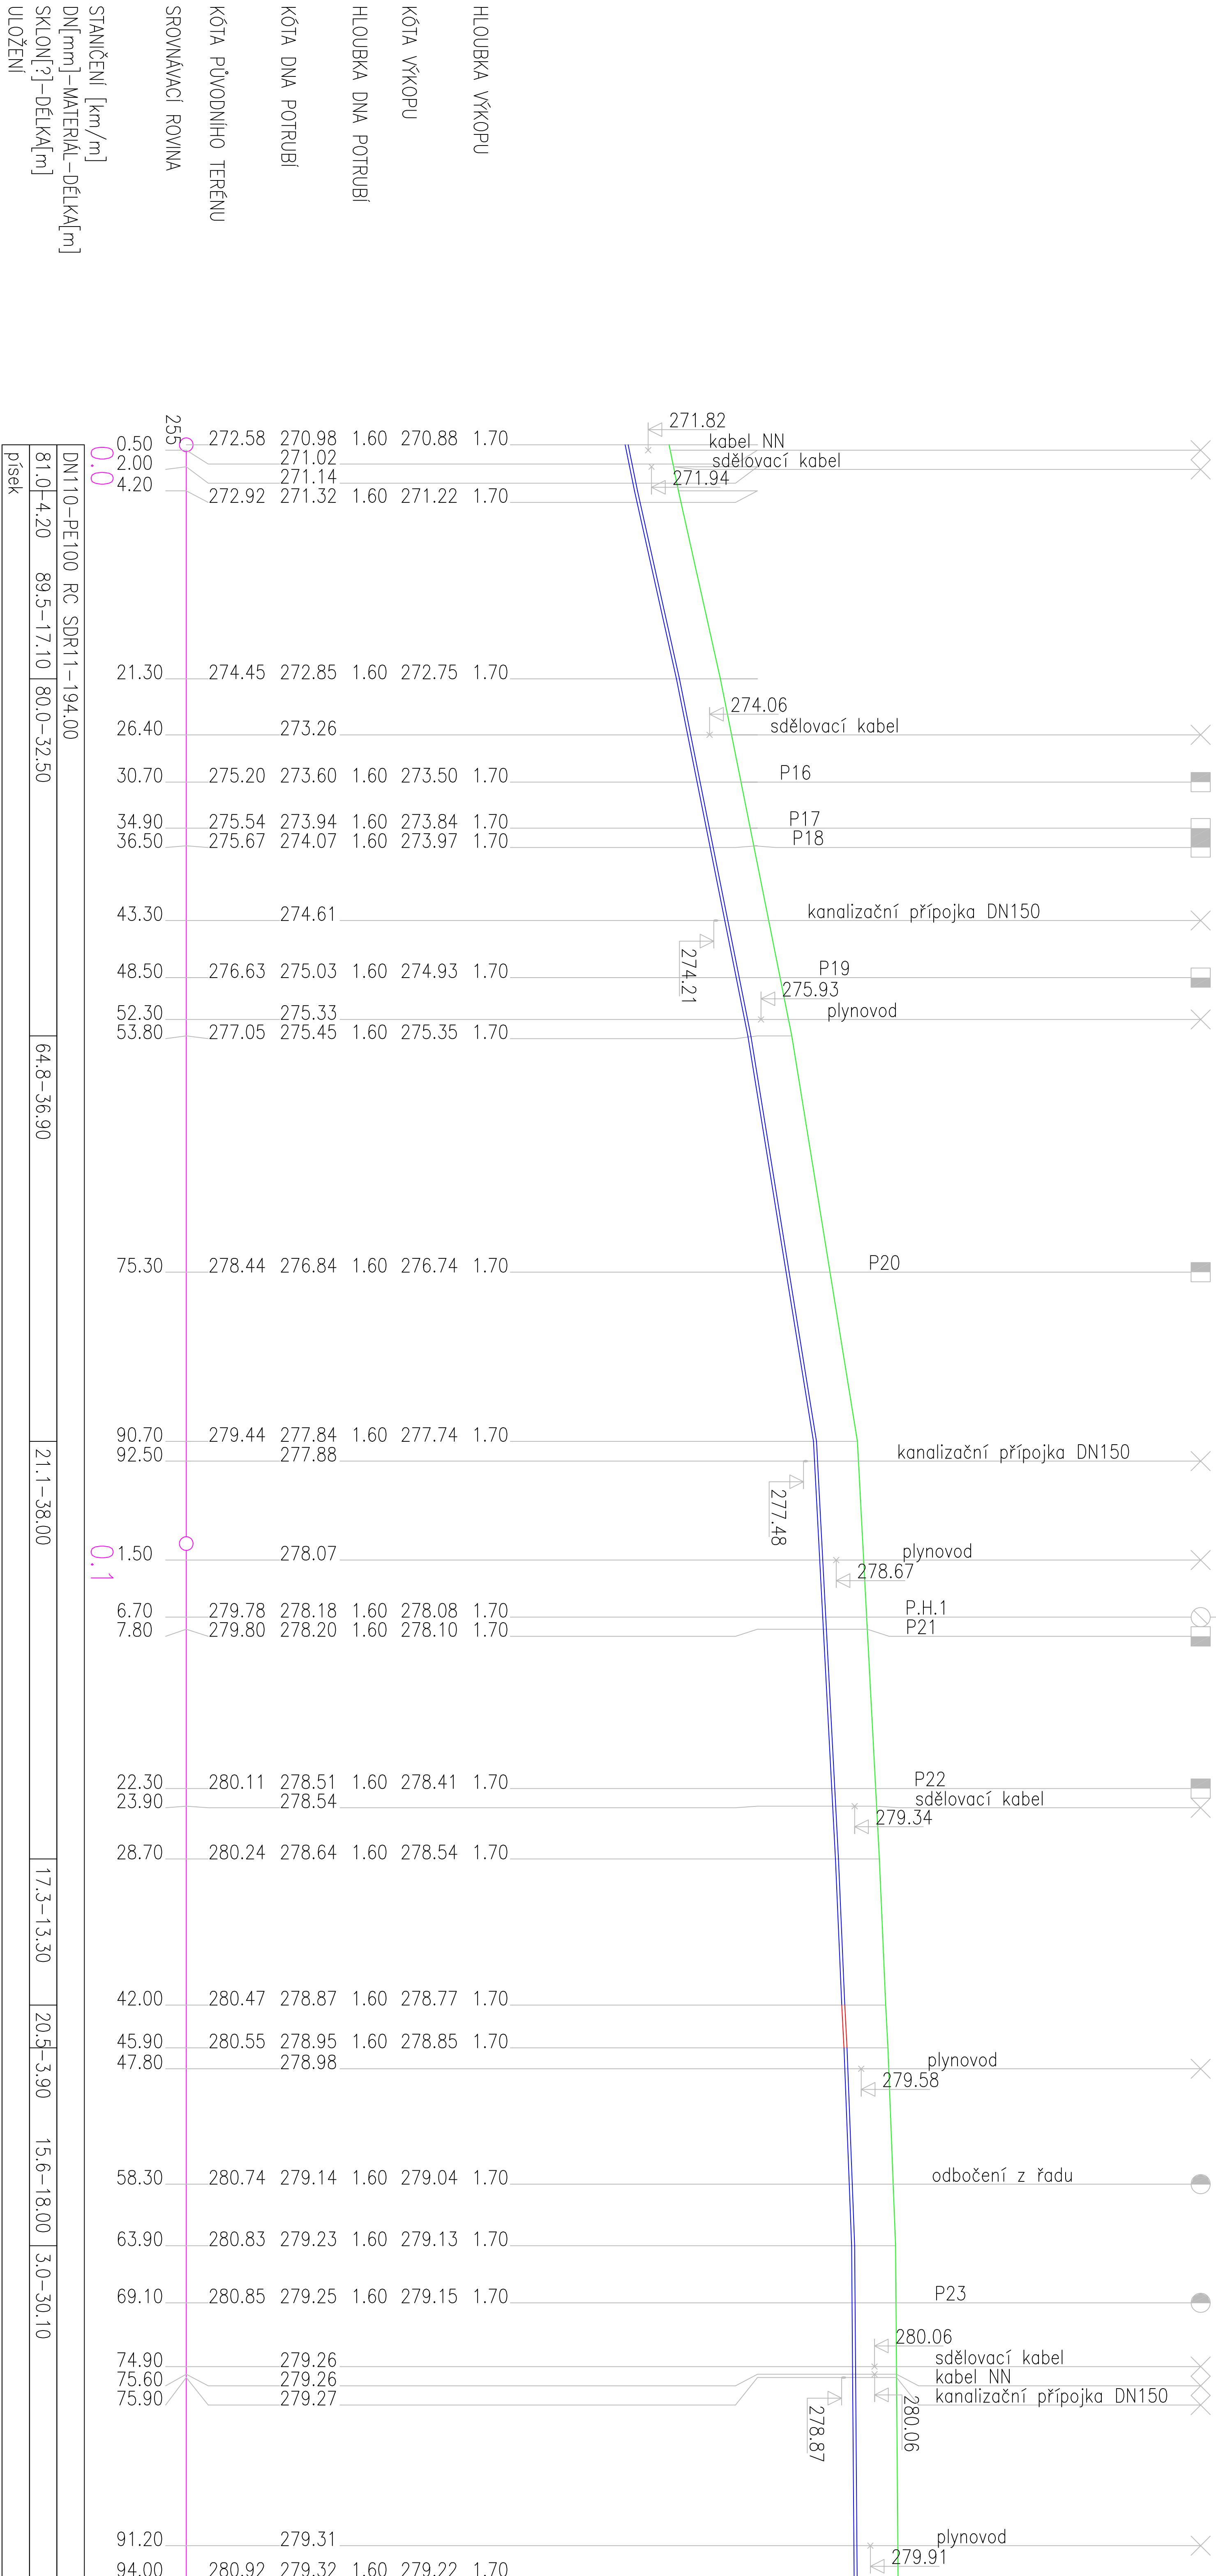 HLOUBKA VÝKOPU
KÓTA VÝKOPU
HLOUBKA DNA POTRUBÍ
KÓTA DNA POTRUBÍ
KÓTA PŮVODNÍHO TERÉNU
SROVNÁVACÍ ROVINA
STANIČENÍ [km/m]
DN[mm]-MATERIÁL-DÉLKA[m]
SKLON[?]-DÉLKA[m]
ULOŽENÍ
255
0.0
0.1
DN110-PE100 RC SDR11-194.00
81.0-4.20
89.5-17.10
80.0-32.50
64.8-36.90
21.1-38.00
17.3-13.30
20.5-3.90
15.6-18.00
3.0-30.10
písek
271.82
0.50 272.58 270.98 1.60 270.88 1.70 kabel NN
271.02
2.00 sdělovací kabel
271.14
271.94
4.20 272.92 271.32 1.60 271.22 1.70
21.30 274.45 272.85 1.60 272.75 1.70
274.06
26.40 273.26 sdělovací kabel
30.70 275.20 273.60 1.60 273.50 1.70 P16
34.90 275.54 273.94 1.60 273.84 1.70 P17
36.50 275.67 274.07 1.60 273.97 1.70 P18
43.30 274.61 kanalizační přípojka DN150
274.21
48.50 276.63 275.03 1.60 274.93 1.70 P19
275.93
52.30 275.33 plynovod
53.80 277.05 275.45 1.60 275.35 1.70
75.30 278.44 276.84 1.60 276.74 1.70 P20
90.70 279.44 277.84 1.60 277.74 1.70
92.50 277.88 kanalizační přípojka DN150
277.48
1.50 278.07 plynovod
278.67
6.70 279.78 278.18 1.60 278.08 1.70 P.H.1
7.80 279.80 278.20 1.60 278.10 1.70 P21
22.30 280.11 278.51 1.60 278.41 1.70 P22
23.90 278.54 sdělovací kabel
279.34
28.70 280.24 278.64 1.60 278.54 1.70
42.00 280.47 278.87 1.60 278.77 1.70
45.90 280.55 278.95 1.60 278.85 1.70
47.80 278.98 plynovod
279.58
58.30 280.74 279.14 1.60 279.04 1.70 odbočení z řadu
63.90 280.83 279.23 1.60 279.13 1.70
69.10 280.85 279.25 1.60 279.15 1.70 P23
280.06
74.90 279.26 sdělovací kabel
75.60 279.26 kabel NN
75.90 279.27 kanalizační přípojka DN150
280.06
278.87
91.20 279.31 plynovod
279.91
94.00 280.92 279.32 1.60 279.22 1.70